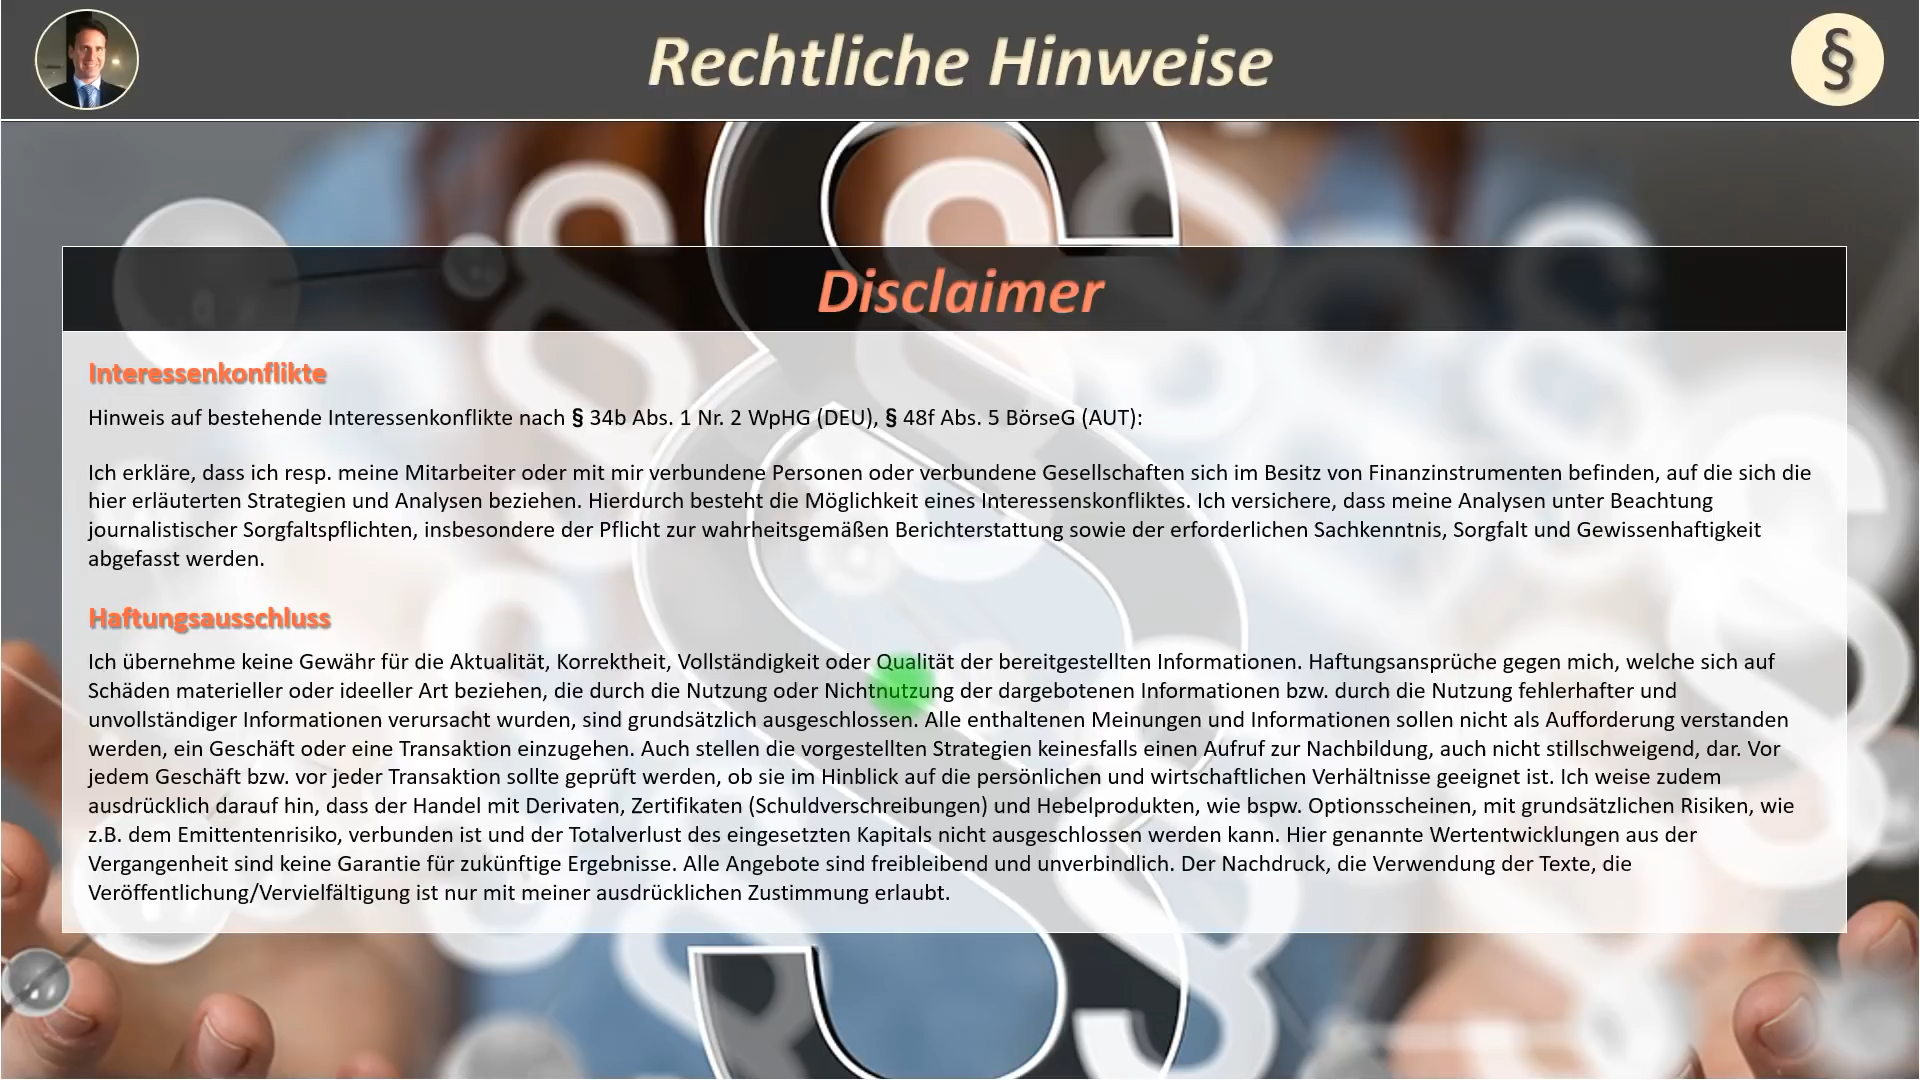 Rechtliche Hinweise
§
Disclaimer
Interessenkonflikte
Hinweis auf bestehende Interessenkonflikte nach § 34b Abs. 1 Nr. 2 WpHG (DEU), § 48f Abs. 5 BörseG (AUT):
Ich erkläre, dass ich resp. meine Mitarbeiter oder mit mir verbundene Personen oder verbundene Gesellschaften sich im Besitz von Finanzinstrumenten befinden, auf die sich die
hier erläuterten Strategien und Analysen beziehen. Hierdurch besteht die Möglichkeit eines Interessenskonfliktes. Ich versichere, dass meine Analysen unter Beachtung
journalistischer Sorgfaltspflichten, insbesondere der Pflicht zur wahrheitsgemäßen Berichterstattung sowie der erforderlichen Sachkenntnis, Sorgfalt und Gewissenhaftigkeit
abgefasst werden.
Haftungsausschluss
Ich übernehme keine Gewähr für die Aktualität, Korrektheit, Vollständigkeit oder Qualität der bereitgestellten Informationen. Haftungsansprüche gegen mich, welche sich auf
Schäden materieller oder ideeller Art beziehen, die durch die Nutzung oder Nichtnutzung der dargebotenen Informationen bzw. durch die Nutzung fehlerhafter und
unvollständiger Informationen verursacht wurden, sind grundsätzlich ausgeschlossen. Alle enthaltenen Meinungen und Informationen sollen nicht als Aufforderung verstanden
werden, ein Geschäft oder eine Transaktion einzugehen. Auch stellen die vorgestellten Strategien keinesfalls einen Aufruf zur Nachbildung, auch nicht stillschweigend, dar. Vor
jedem Geschäft bzw. vor jeder Transaktion sollte geprüft werden, ob sie im Hinblick auf die persönlichen und wirtschaftlichen Verhältnisse geeignet ist. Ich weise zudem
ausdrücklich darauf hin, dass der Handel mit Derivaten, Zertifikaten (Schuldverschreibungen) und Hebelprodukten, wie bspw. Optionsscheinen, mit grundsätzlichen Risiken, wie
z.B. dem Emittentenrisiko, verbunden ist und der Totalverlust des eingesetzten Kapitals nicht ausgeschlossen werden kann. Hier genannte Wertentwicklungen aus der
Vergangenheit sind keine Garantie für zukünftige Ergebnisse. Alle Angebote sind freibleibend und unverbindlich. Der Nachdruck, die Verwendung der Texte, die
Veröffentlichung/Vervielfältigung ist nur mit meiner ausdrücklichen Zustimmung erlaubt.